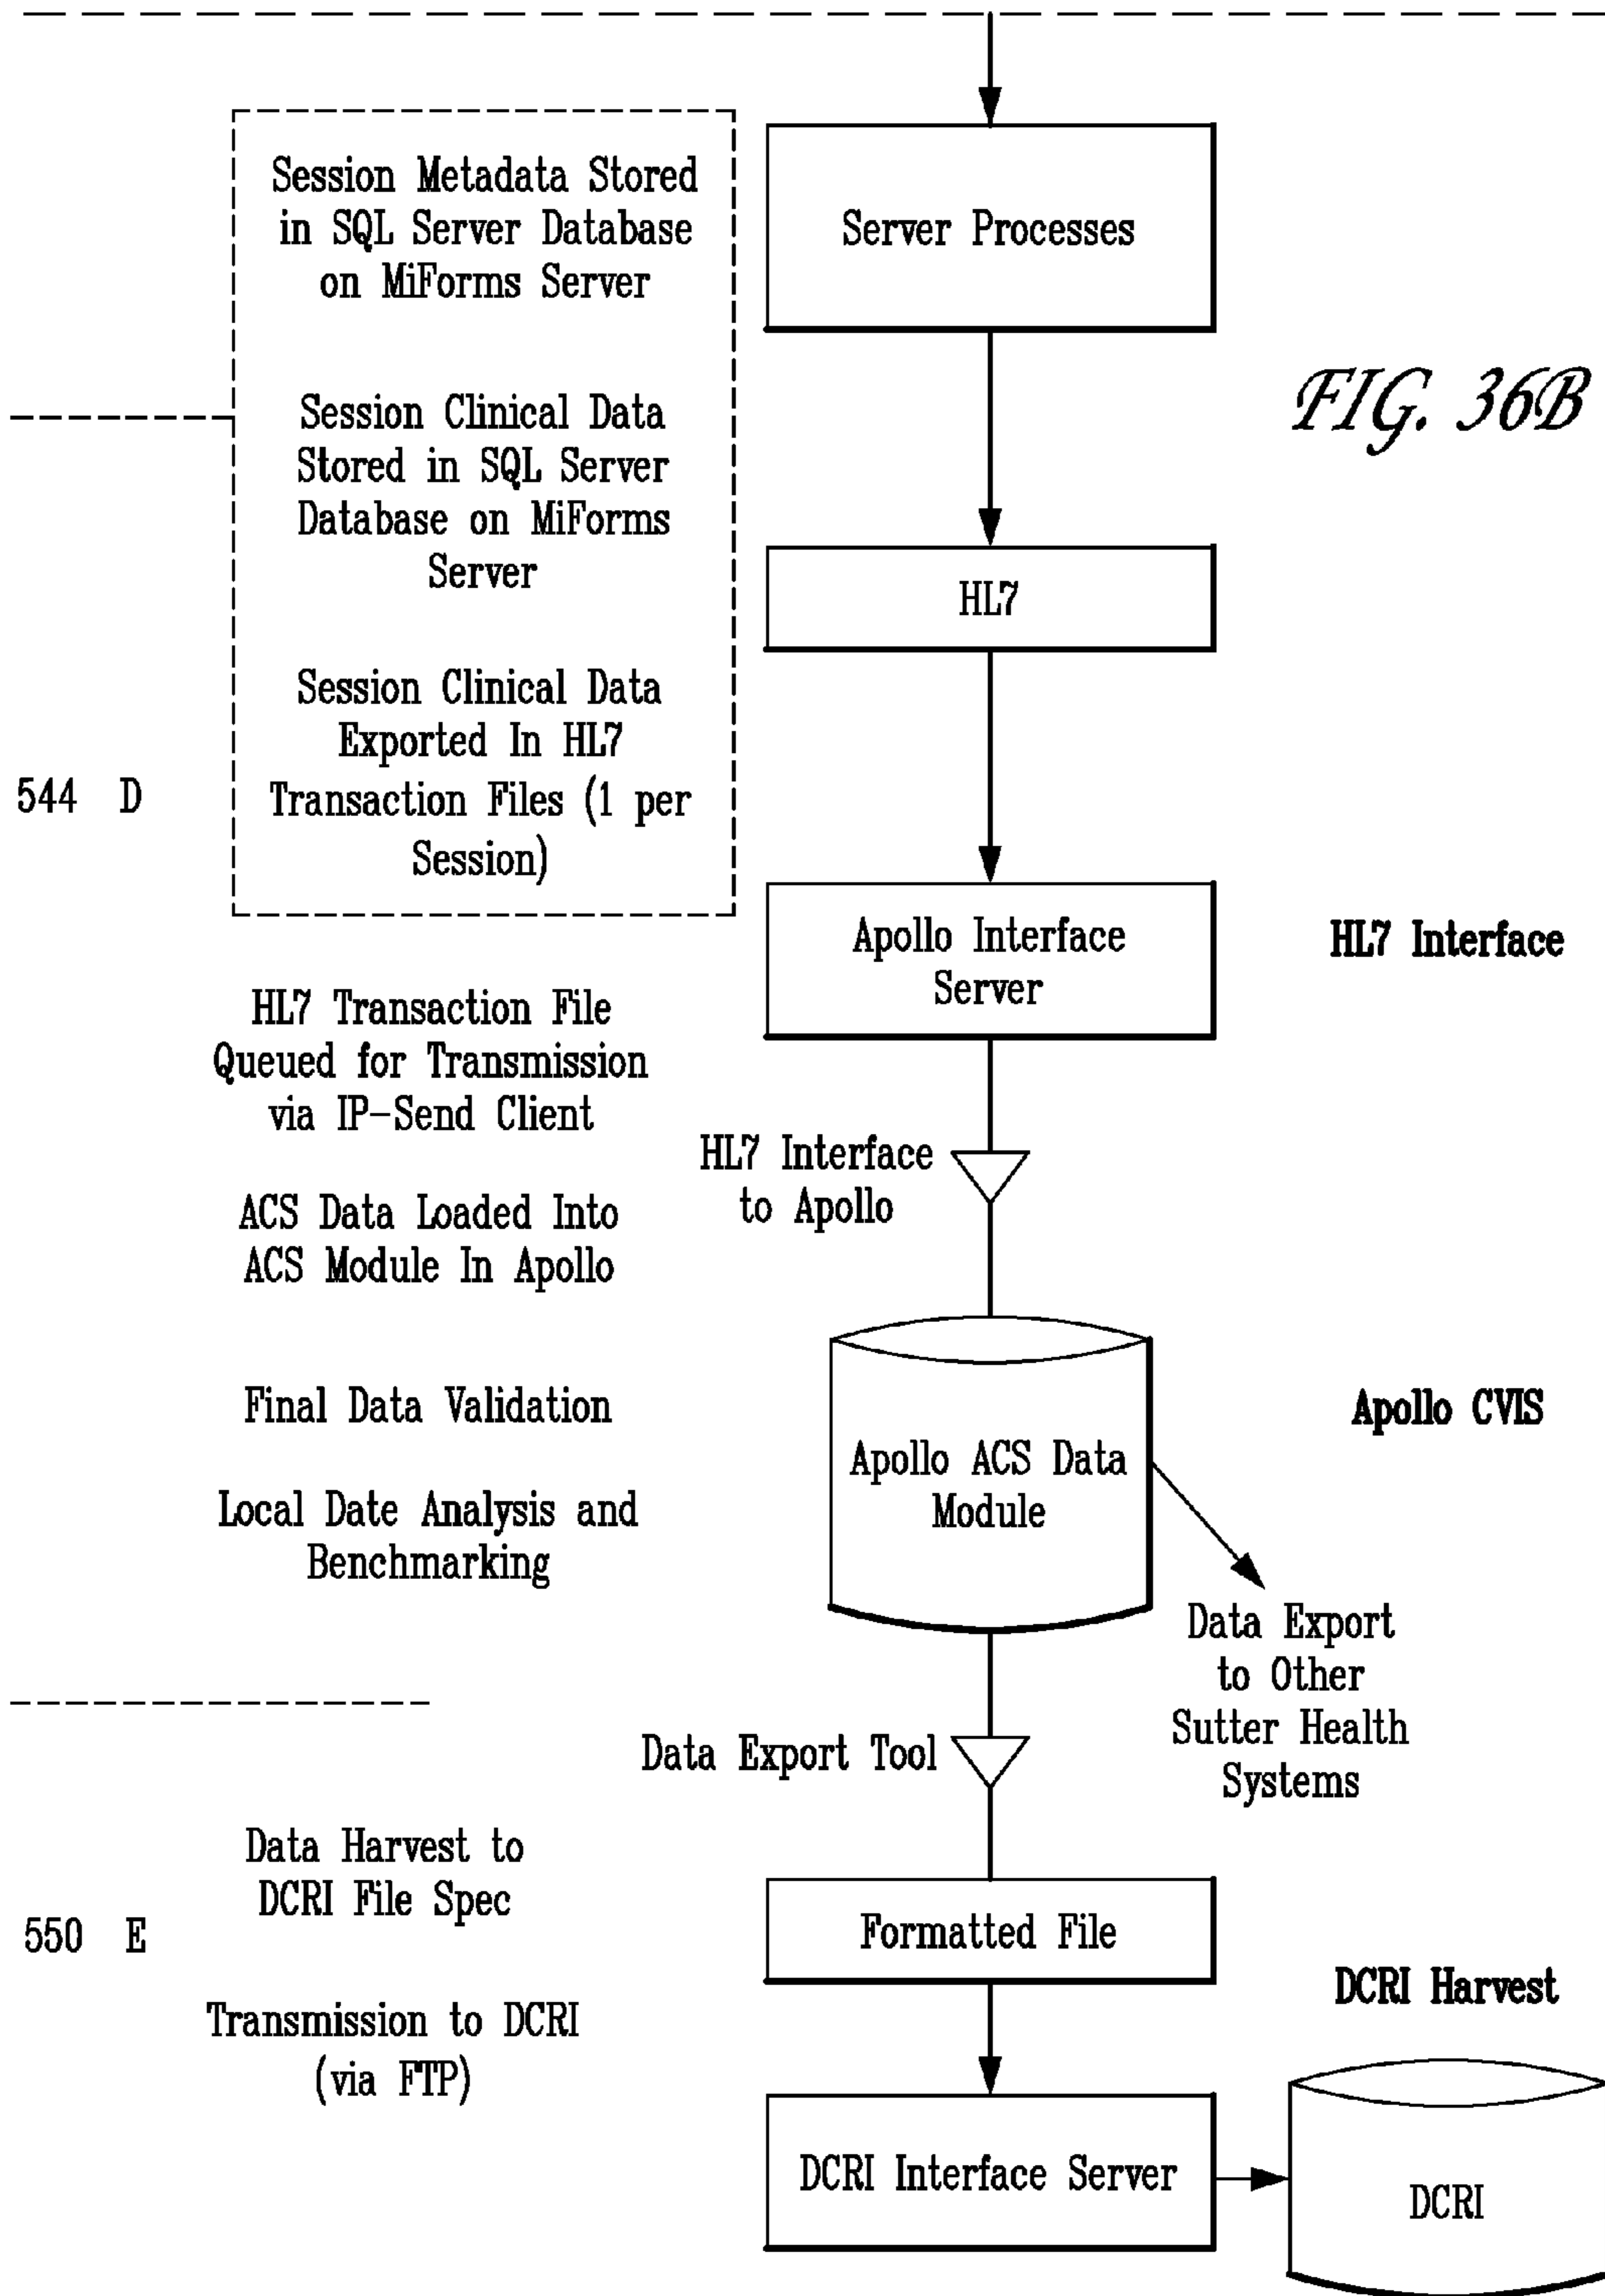 Session Metadata Stored
in SQL Server Database
on MiForms Server
Server Processes
FIG. 36B
Session Clinical Data
Stored in SQL Server
Database on MiForms
Server
HL7
Session Clinical Data
Exported In HL7
Transaction Files (1 per
Session)
544 D
Apollo Interface
Server
HL7 Interface
HL7 Transaction File
Queued for Transmission
via IP-Send Client
HL7 Interface
to Apollo
ACS Data Loaded Into
ACS Module In Apollo
Final Data Validation
Apollo CVIS
Apollo ACS Data
Module
Local Date Analysis and
Benchmarking
Data Export
to Other
Sutter Health
Systems
Data Export Tool
Data Harvest to
DCRI File Spec
550 E
Formatted File
DCRI Harvest
Transmission to DCRI
(via FTP)
DCRI Interface Server
DCRI